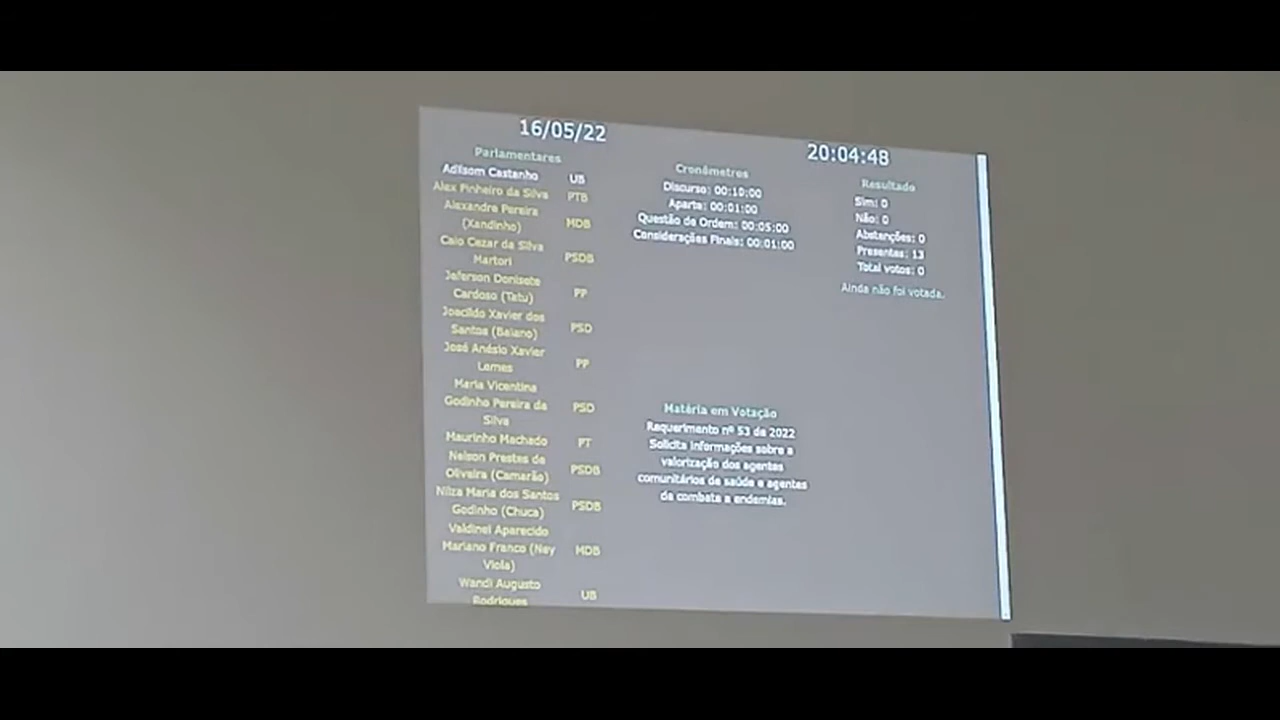 16/05/22
20:04:48
Parlamentares
Adilsom Castanho UB
Alex Pinheiro da Silva PTB
Alexandre Pereira
(Xandinho) MDB
Caio Cezar da Silva
Martori PSDB
Jeferson Donisete
Cardoso (Tatu) PP
Joecildo Xavier dos
Santos (Baiano) PSD
José Anésio Xavier
Lemes PP
Maria Vicentina
Godinho Pereira da
Silva PSD
Maurinho Machado PT
Nelson Prestes de
Oliveira (Camarão) PSDB
Nilza Maria dos Santos
Godinho (Chuca) PSDB
Valdinei Aparecido
Mariano Franco (Ney
Viola) MDB
Wandi Augusto
Rodrigues UB
Cronômetros
Discurso: 00:10:00
Aparte: 00:01:00
Questão de Ordem: 00:05:00
Considerações Finais: 00:01:00
Matéria em Votação
Requerimento nº 53 de 2022
Solicita informações sobre a
valorização dos agentes
comunitários de saúde e agentes
de combate a endemias.
Resultado
Sim: 0
Não: 0
Abstenções: 0
Presentes: 13
Total votos: 0
Ainda não foi votada.